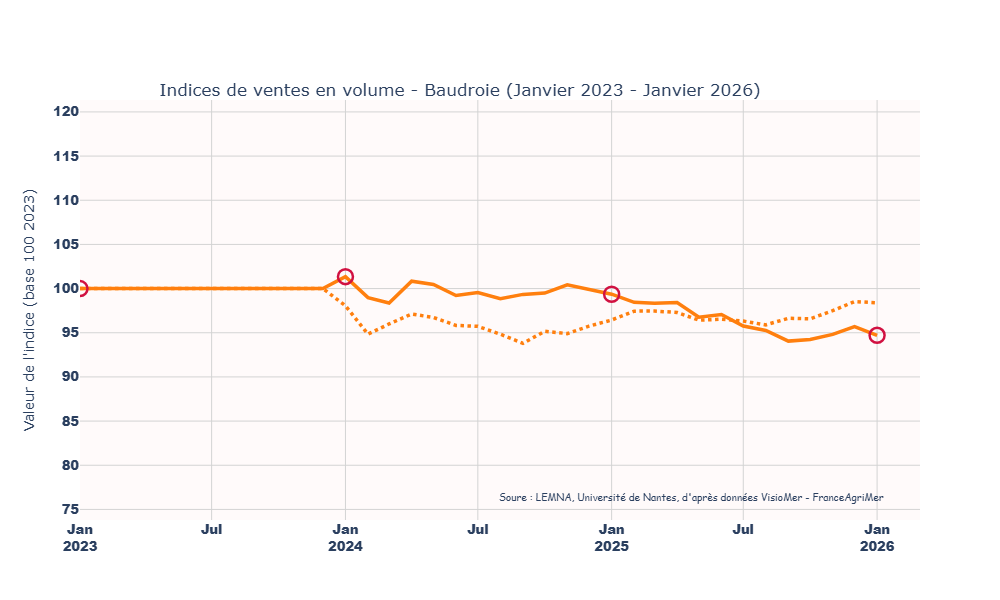 Indices de ventes en volume - Baudroie (Janvier 2023 - Janvier 2026)
Valeur de l'indice (base 100 2023)
120
115
110
105
100
95
90
85
80
75
Soure : LEMNA, Université de Nantes, d'après données VisioMer - FranceAgriMer
Jan
2023
Jul
Jan
2024
Jul
Jan
2025
Jul
Jan
2026